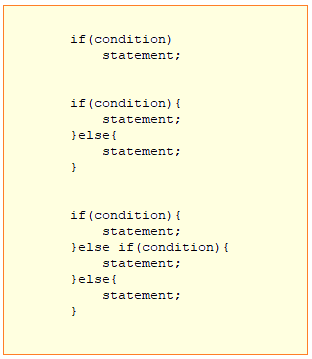 if(condition)
    statement;
if(condition){
    statement;
}else{
    statement;
}
if(condition){
    statement;
}else if(condition){
    statement;
}else{
    statement;
}